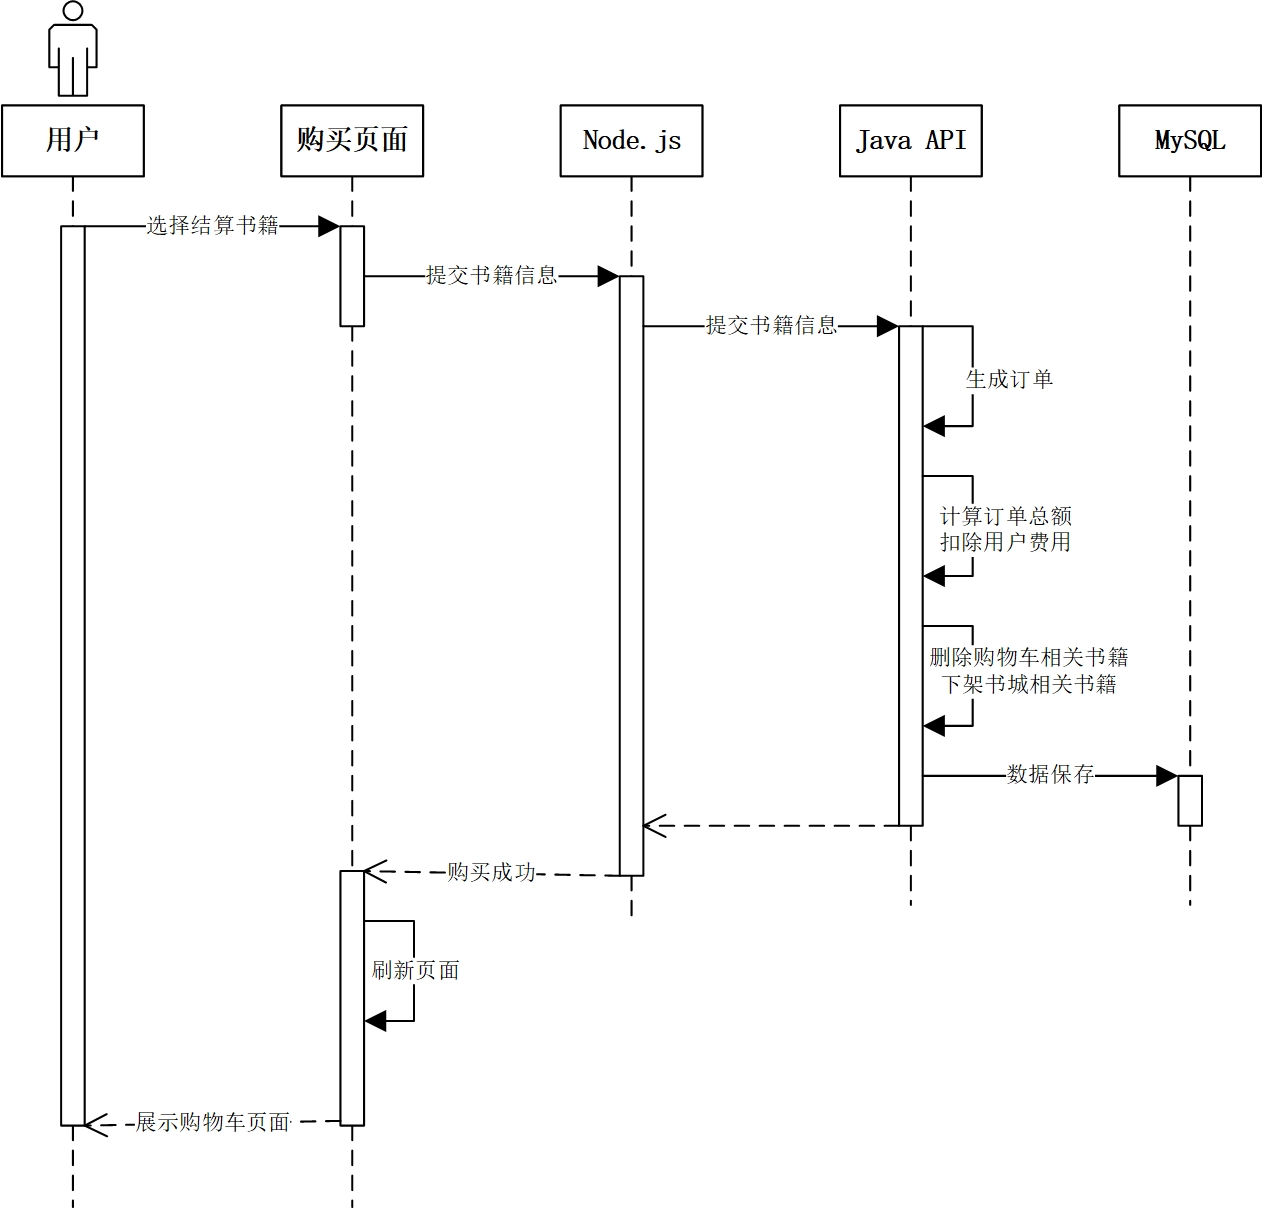 用户
购买页面
Node.js
Java API
MySQL
选择结算书籍
提交书籍信息
提交书籍信息
生成订单
计算订单总额
扣除用户费用
删除购物车相关书籍
下架书城相关书籍
数据保存
购买成功
刷新页面
展示购物车页面